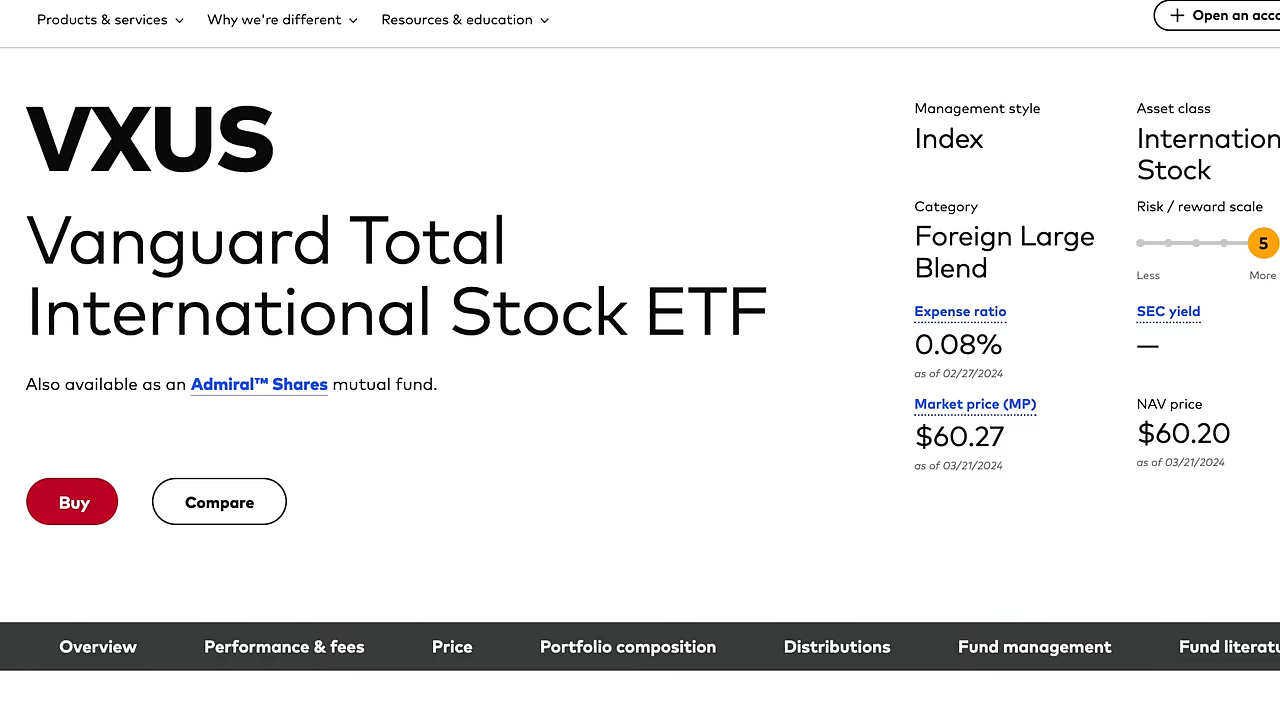 Products & services
Why we're different
Resources & education
Open an acco
VXUS
Vanguard Total
International Stock ETF
Also available as an Admiral™ Shares mutual fund.
Buy
Compare
Management style
Index
Asset class
Internation
Stock
Category
Foreign Large
Blend
Risk / reward scale
5
Less
More
Expense ratio
0.08%
as of 02/27/2024
SEC yield
—
Market price (MP)
$60.27
as of 03/21/2024
NAV price
$60.20
as of 03/21/2024
Overview
Performance & fees
Price
Portfolio composition
Distributions
Fund management
Fund literatu